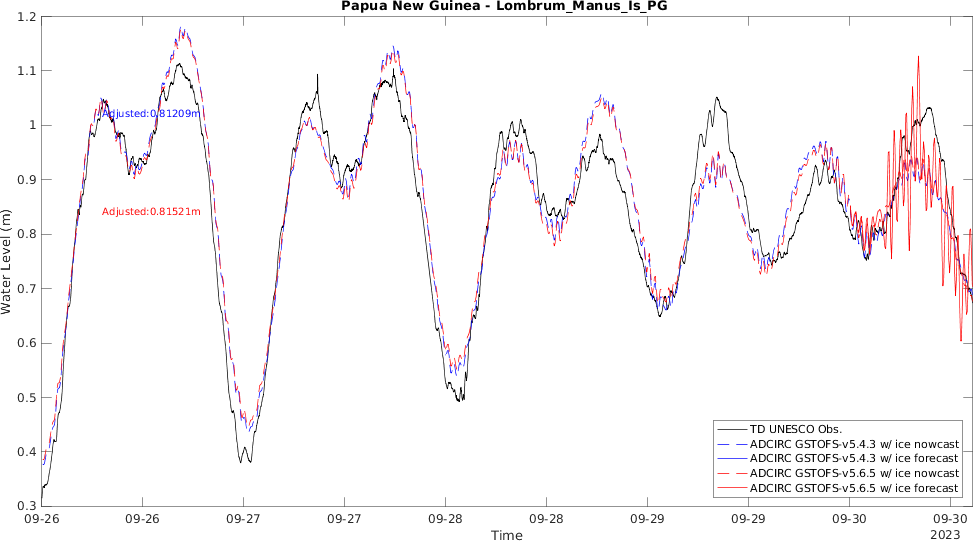 Papua New Guinea - Lombrum_Manus_Is_PG
1.2
1.1
1
0.9
0.8
0.7
0.6
0.5
0.4
0.3
Water Level (m)
Adjusted:0.81209m
Adjusted:0.81521m
TD UNESCO Obs.
ADCIRC GSTOFS-v5.4.3 w/ ice nowcast
ADCIRC GSTOFS-v5.4.3 w/ ice forecast
ADCIRC GSTOFS-v5.6.5 w/ ice nowcast
ADCIRC GSTOFS-v5.6.5 w/ ice forecast
09-26 09-26 09-27 09-27 09-28 09-28 09-29 09-29 09-30 09-30
2023
Time